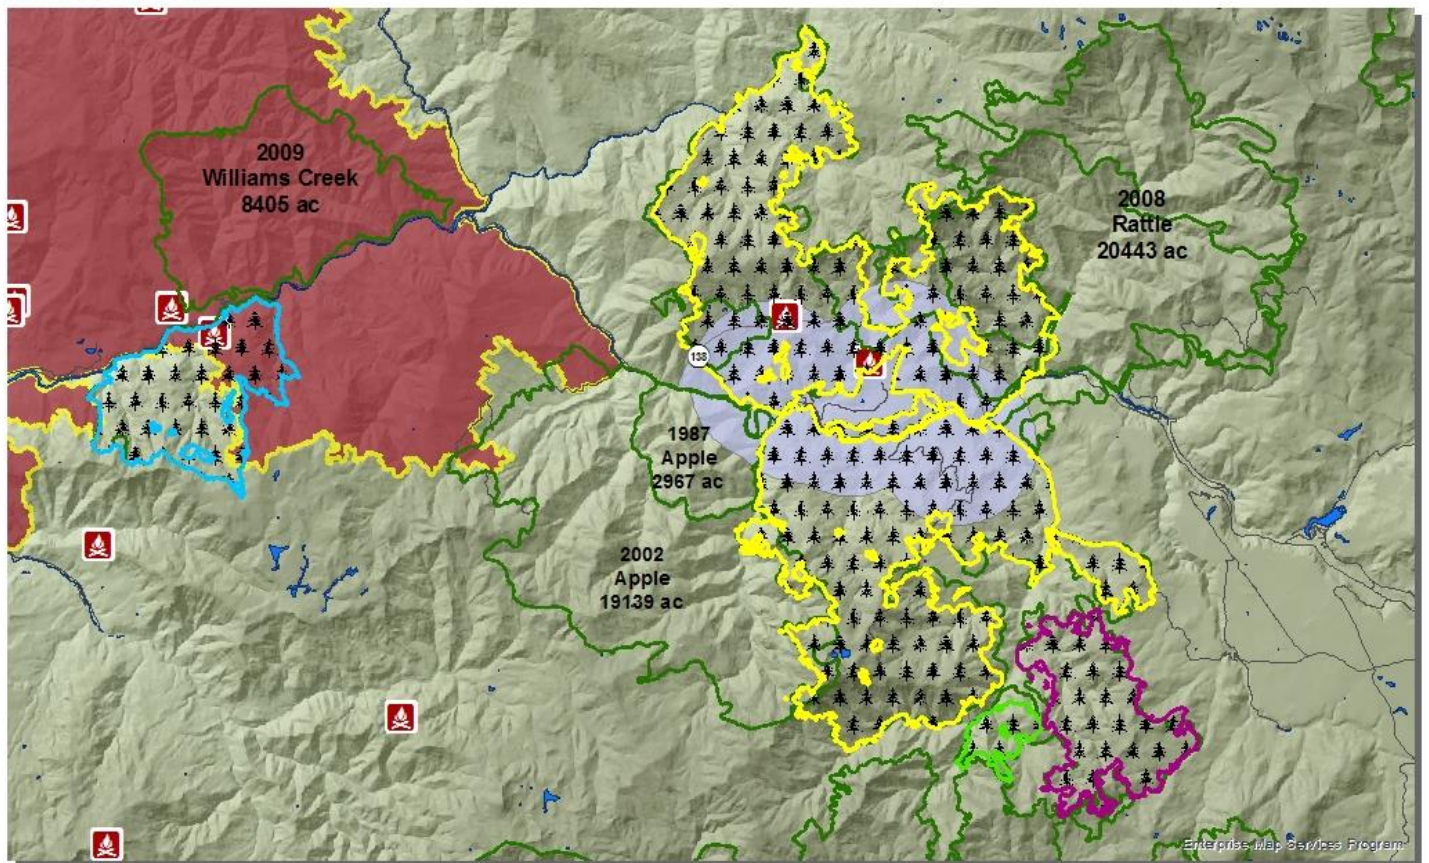 2009
Williams Creek
8405 ac
2008
Rattle
20443 ac
138
1987
Apple
2967 ac
2002
Apple
19139 ac
Enterprise Map Services Program